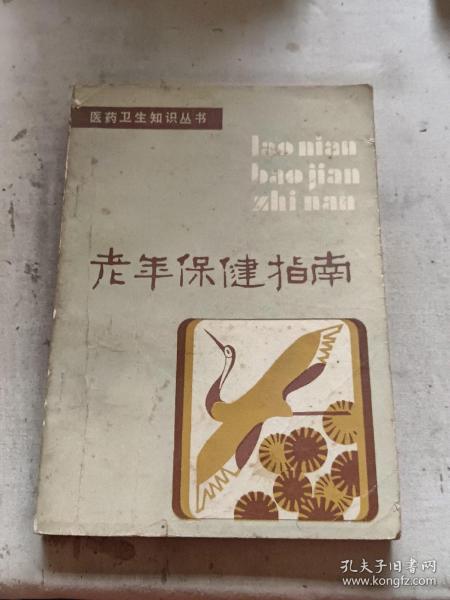 医药卫生知识丛书
lao nian
bao jian
zhi nan
老年保健指南
孔夫子旧书网
www.kongfz.com